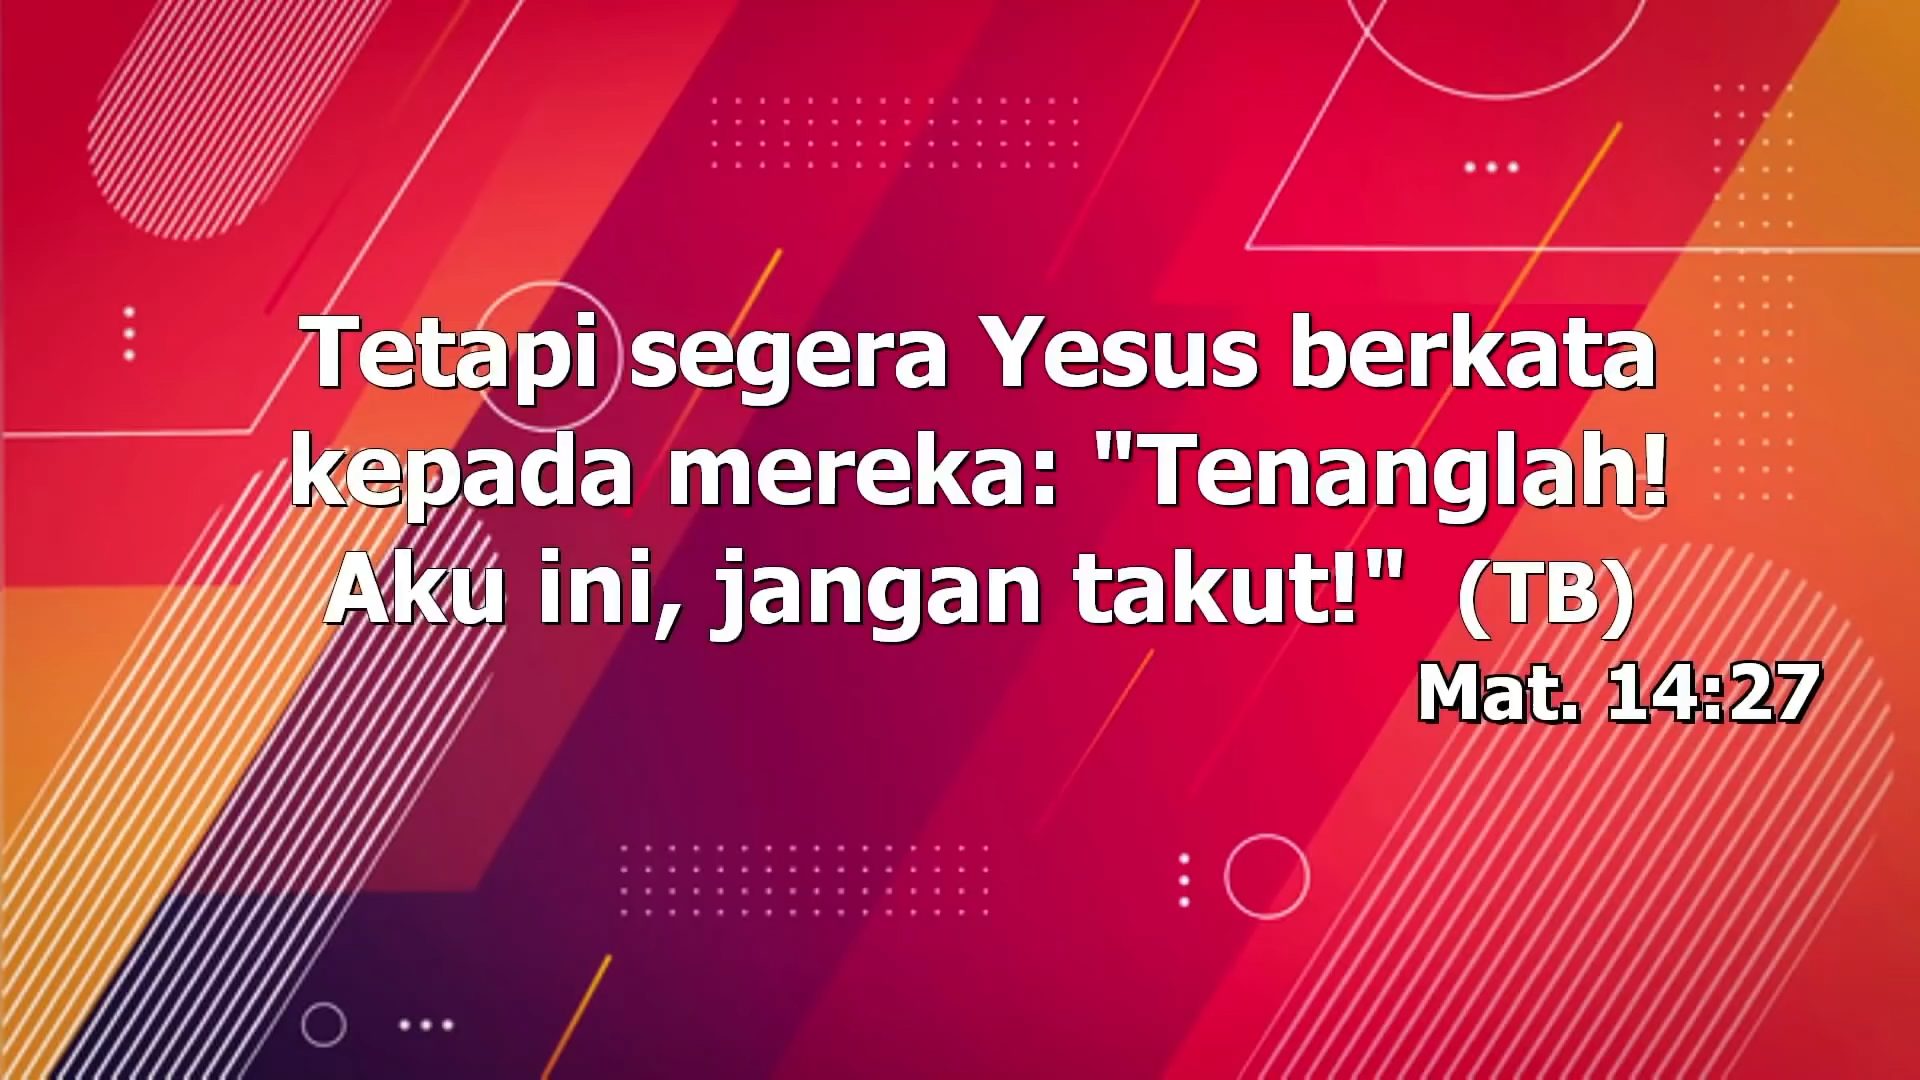 Tetapi segera Yesus berkata
kepada mereka: "Tenanglah!
Aku ini, jangan takut!" (TB)
Mat. 14:27